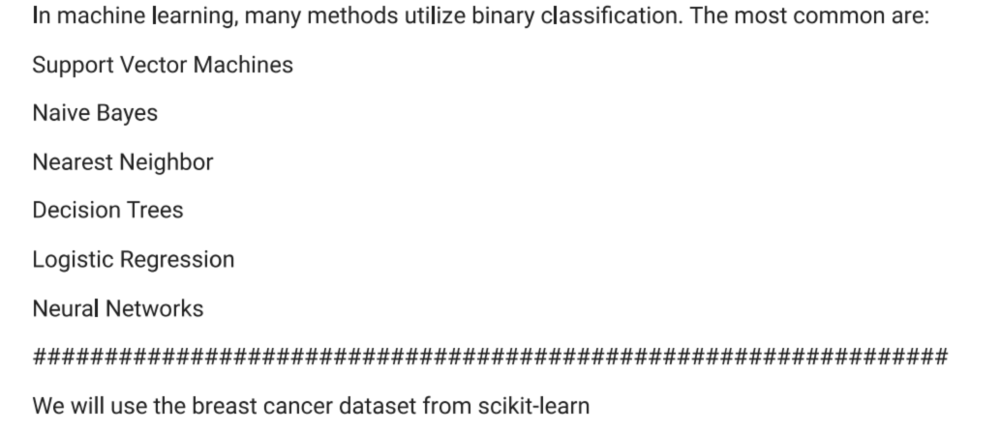 In machine learning, many methods utilize binary classification. The most common are:
Support Vector Machines
Naive Bayes
Nearest Neighbor
Decision Trees
Logistic Regression
Neural Networks
################################################################
We will use the breast cancer dataset from scikit-learn